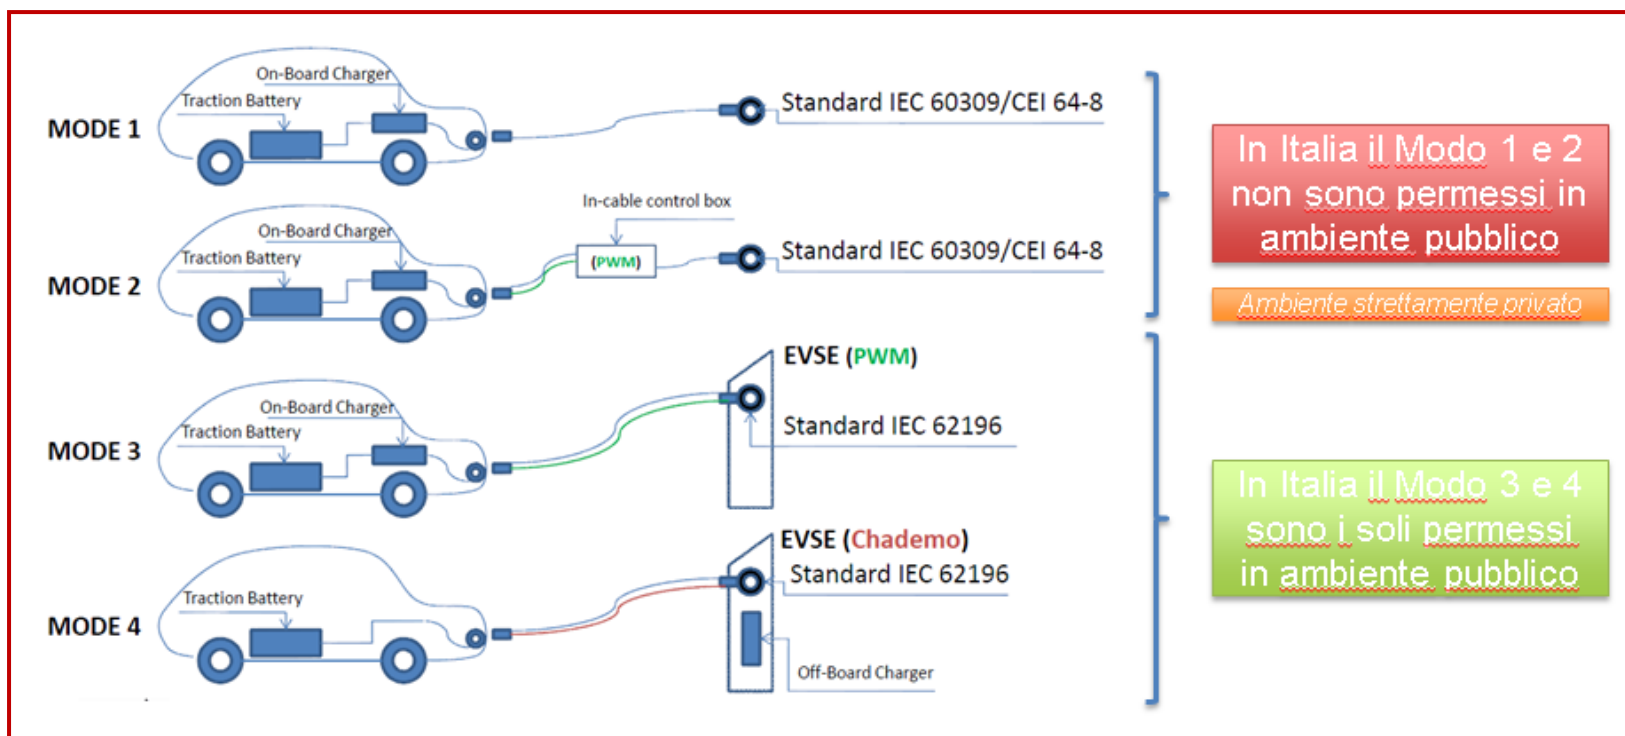 On-Board Charger
Traction Battery
MODE 1
Standard IEC 60309/CEI 64-8
In-cable control box
On-Board Charger
Traction Battery
(PWM)
MODE 2
Standard IEC 60309/CEI 64-8
In Italia il Modo 1 e 2
non sono permessi in
ambiente pubblico
Ambiente strettamente privato
EVSE (PWM)
On-Board Charger
Traction Battery
MODE 3
Standard IEC 62196
EVSE (Chademo)
Standard IEC 62196
Traction Battery
MODE 4
Off-Board Charger
In Italia il Modo 3 e 4
sono i soli permessi
in ambiente pubblico